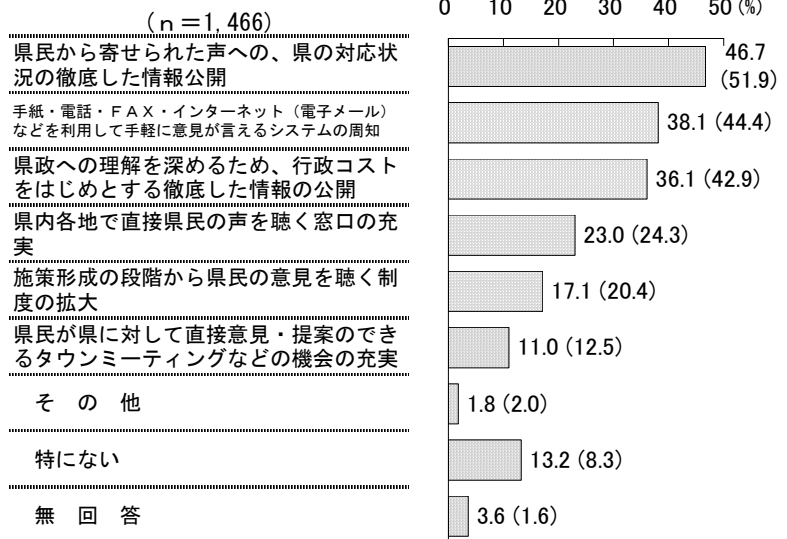 0 10 20 30 40 50 (%)
(ｎ＝1,466)
県民から寄せられた声への、県の対応状
況の徹底した情報公開
46.7
(51.9)
手紙・電話・ＦＡＸ・インターネット（電子メール）
などを利用して手軽に意見が言えるシステムの周知
38.1 (44.4)
県政への理解を深めるため、行政コスト
をはじめとする徹底した情報の公開
36.1 (42.9)
県内各地で直接県民の声を聴く窓口の充
実
23.0 (24.3)
施策形成の段階から県民の意見を聴く制
度の拡大
17.1 (20.4)
県民が県に対して直接意見・提案のでき
るタウンミーティングなどの機会の充実
11.0 (12.5)
そ　の　他
1.8 (2.0)
特にない
13.2 (8.3)
無　回　答
3.6 (1.6)